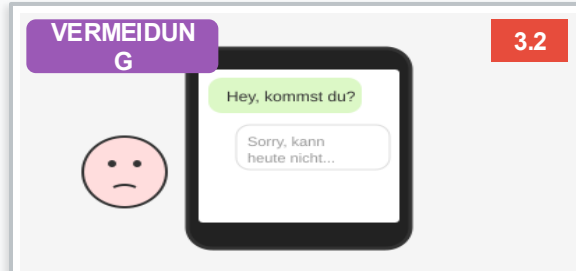 VERMEIDUN
G
3.2
Hey, kommst du?
Sorry, kann
heute nicht...